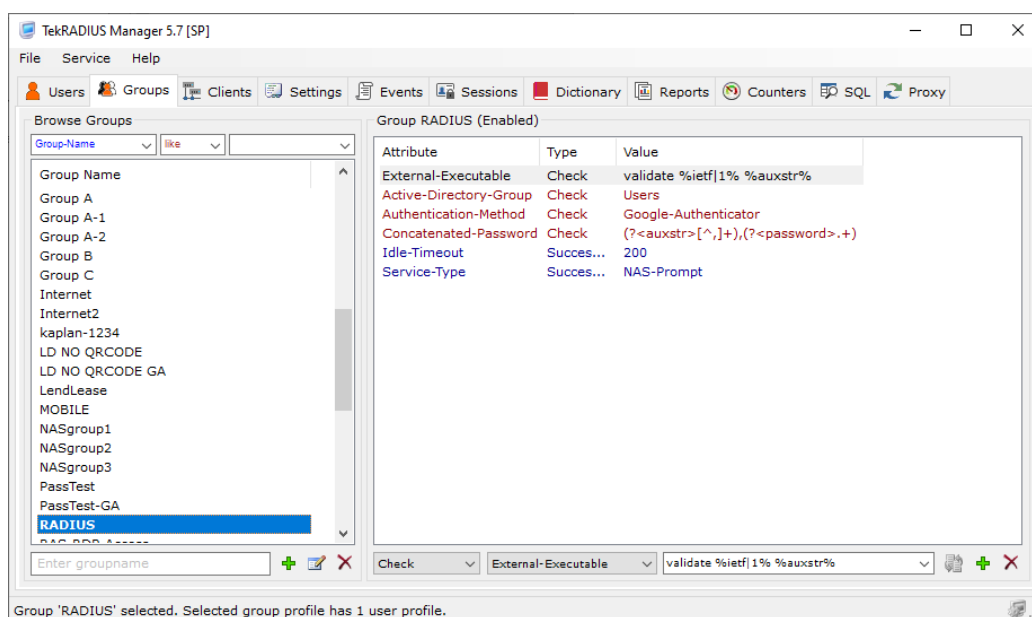 TekRADIUS Manager 5.7 [SP]
File Service Help
Users Groups Clients Settings Events Sessions Dictionary Reports Counters SQL Proxy
Browse Groups
Group-Name like
Group Name
Group A
Group A-1
Group A-2
Group B
Group C
Internet
Internet2
kaplan-1234
LD NO QRCODE
LD NO QRCODE GA
LendLease
MOBILE
NASgroup1
NASgroup2
NASgroup3
PassTest
PassTest-GA
RADIUS
Enter groupname
Group RADIUS (Enabled)
Attribute Type Value
External-Executable Check validate %ietf|1% %auxstr%
Active-Directory-Group Check Users
Authentication-Method Check Google-Authenticator
Concatenated-Password Check (?<auxstr>[^,]+),(?<password>.+)
Idle-Timeout Succes... 200
Service-Type Succes... NAS-Prompt
Check External-Executable validate %ietf|1% %auxstr%
Group 'RADIUS' selected. Selected group profile has 1 user profile.